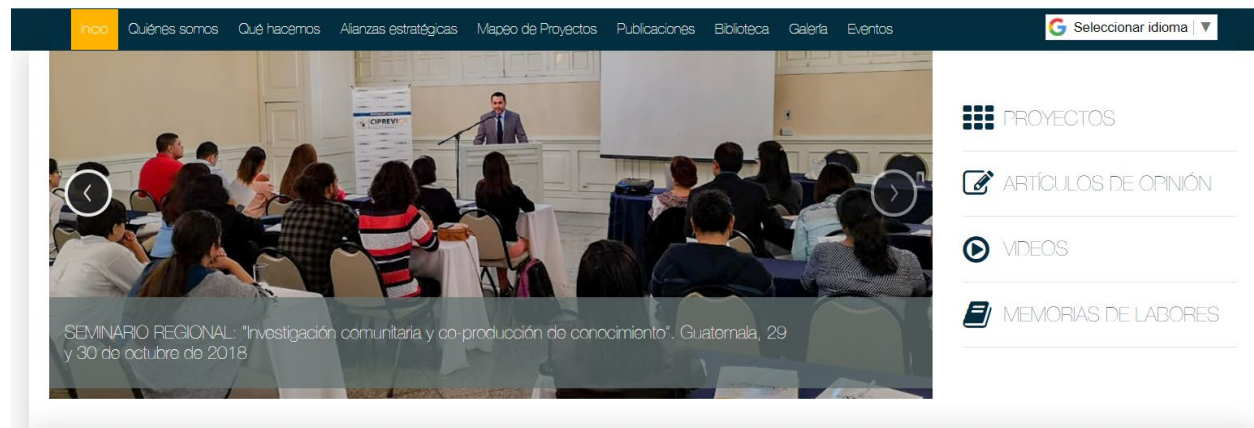 Inicio Quiénes somos Qué hacemos Alianzas estratégicas Mapeo de Proyectos Publicaciones Biblioteca Galería Eventos
G Seleccionar idioma ▼
CIPREVICA
PROYECTOS
ARTÍCULOS DE OPINIÓN
VIDEOS
MEMORIAS DE LABORES
SEMINARIO REGIONAL: "Investigación comunitaria y co-producción de conocimiento". Guatemala, 29
y 30 de octubre de 2018